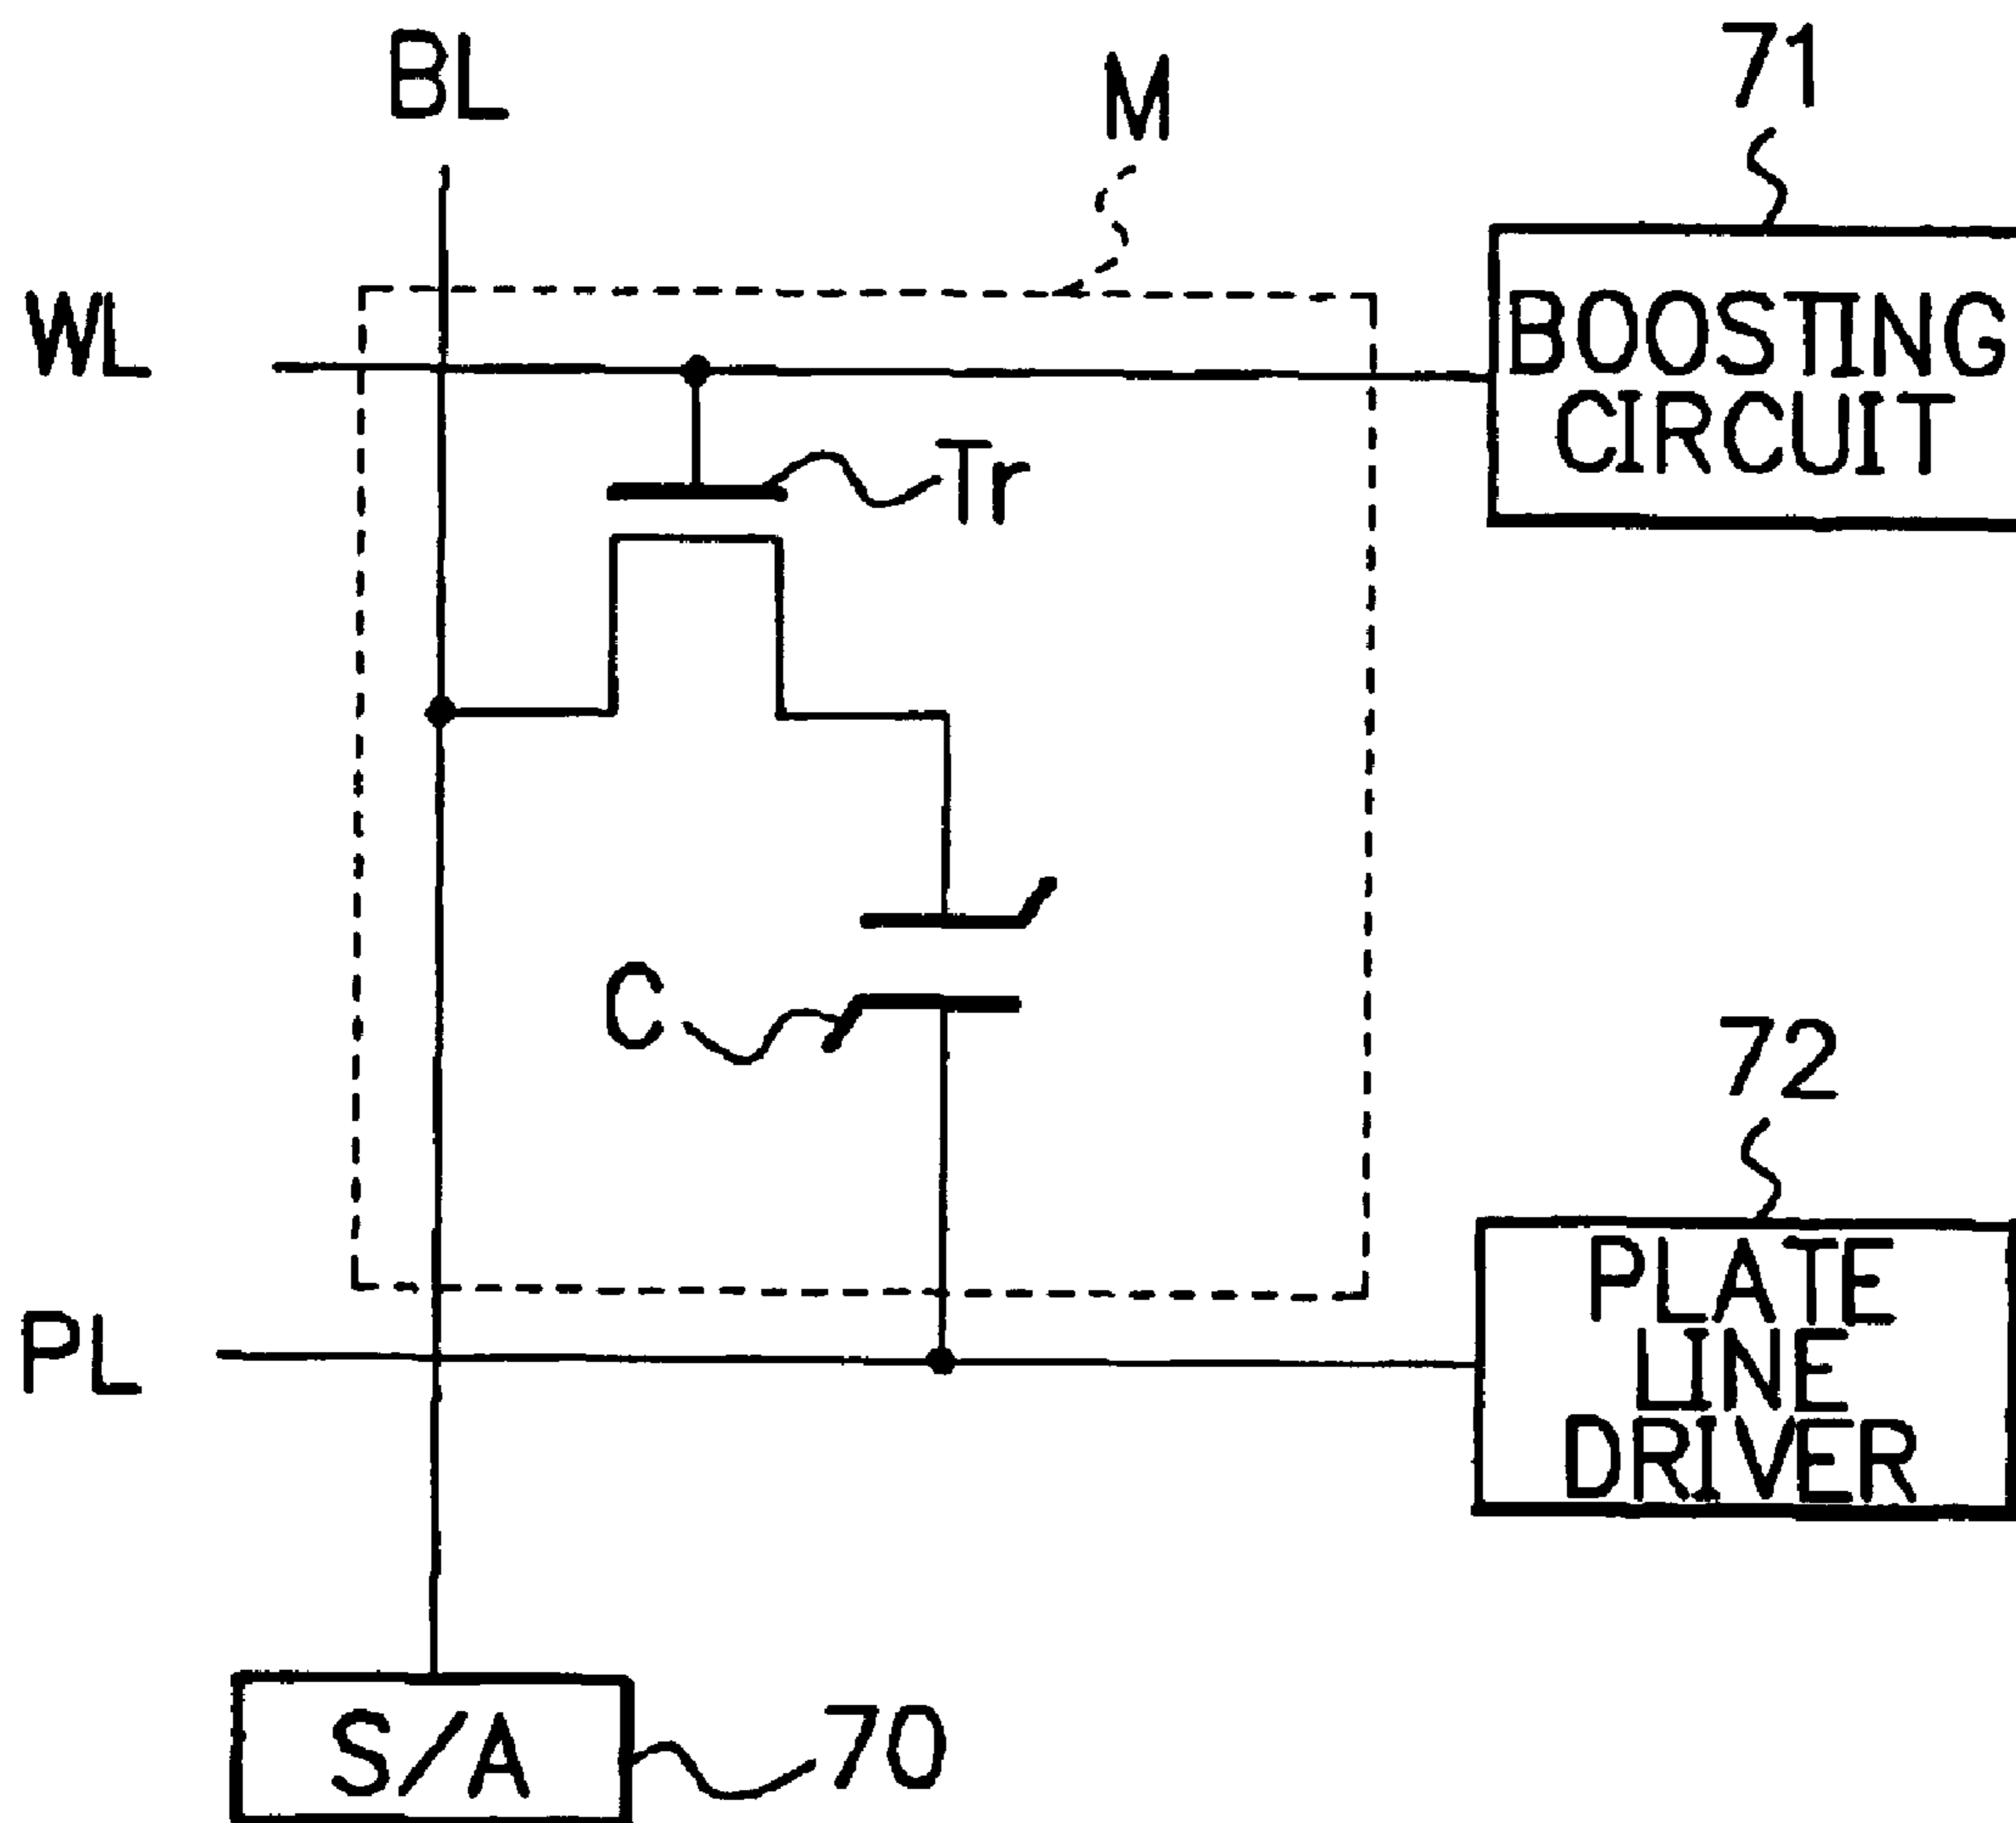 BL
M
71
WL
BOOSTING
CIRCUIT
Tr
C
72
PLATE
LINE
DRIVER
PL
S/A
70